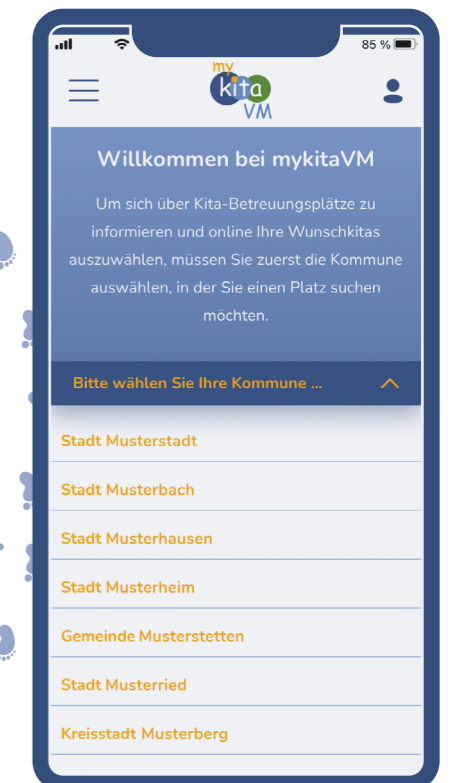 85 %
my
kita
VM
Willkommen bei mykitaVM
Um sich über Kita-Betreuungsplätze zu
informieren und online Ihre Wunschkitas
auszuwählen, müssen Sie zuerst die Kommune
auswählen, in der Sie einen Platz suchen
möchten.
Bitte wählen Sie Ihre Kommune ...
Stadt Musterstadt
Stadt Musterbach
Stadt Musterhausen
Stadt Musterheim
Gemeinde Musterstetten
Stadt Musterried
Kreisstadt Musterberg